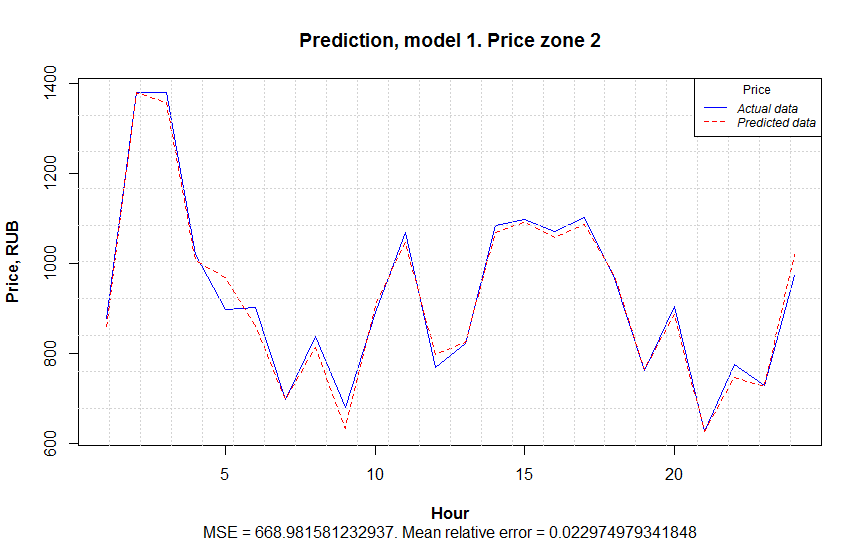 Prediction, model 1. Price zone 2
Price
Actual data
Predicted data
Price, RUB
1400
1200
1000
800
600
5 10 15 20
Hour
MSE = 668.981581232937. Mean relative error = 0.022974979341848